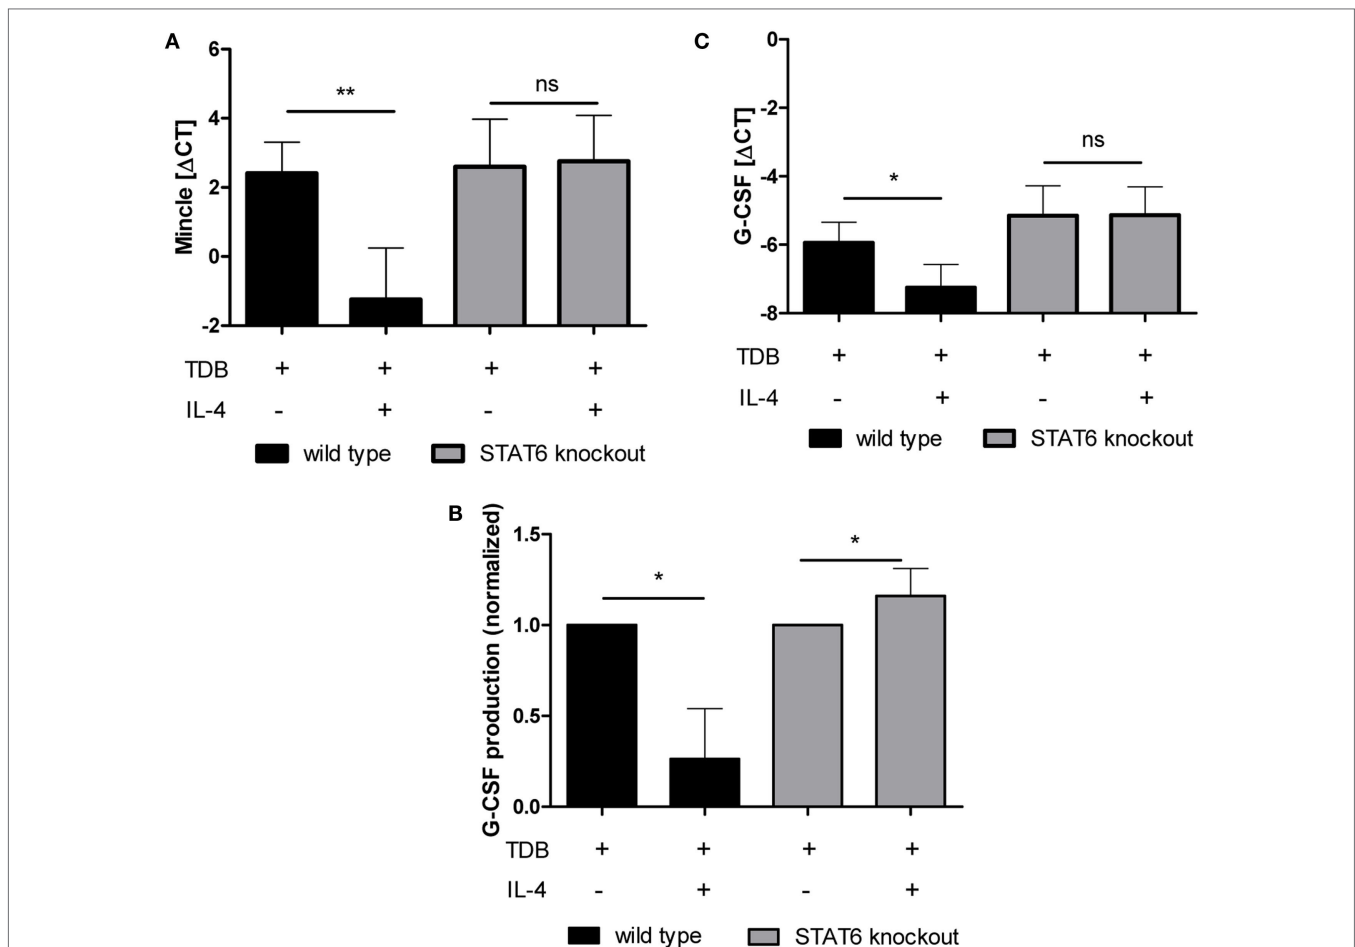 A
Mincle [ΔCT]
6
4
2
0
-2
**
ns
TDB + + + +
IL-4 - + - +
wild type STAT6 knockout
C
G-CSF [ΔCT]
0
-2
-4
-6
-8
*
ns
TDB + + + +
IL-4 - + - +
wild type STAT6 knockout
B
G-CSF production (normalized)
1.5
1.0
0.5
0.0
*
*
TDB + + + +
IL-4 - + - +
wild type STAT6 knockout